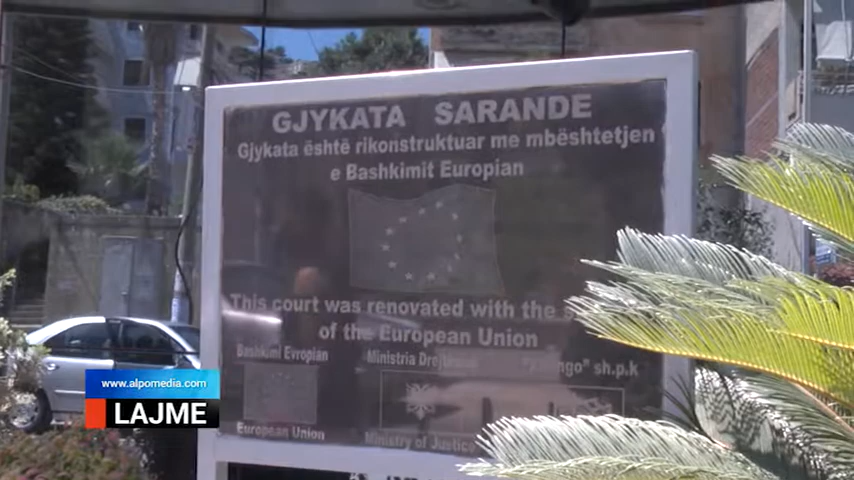 GJYKATA SARANDE
Gjykata është rikonstruktuar me mbështetjen
e Bashkimit Europian
This court was renovated with the
of the European Union
Bashkimi Evropian
Ministria
sh.p.k
European Union
Ministry of Justice
www.alpomedia.com
LAJME